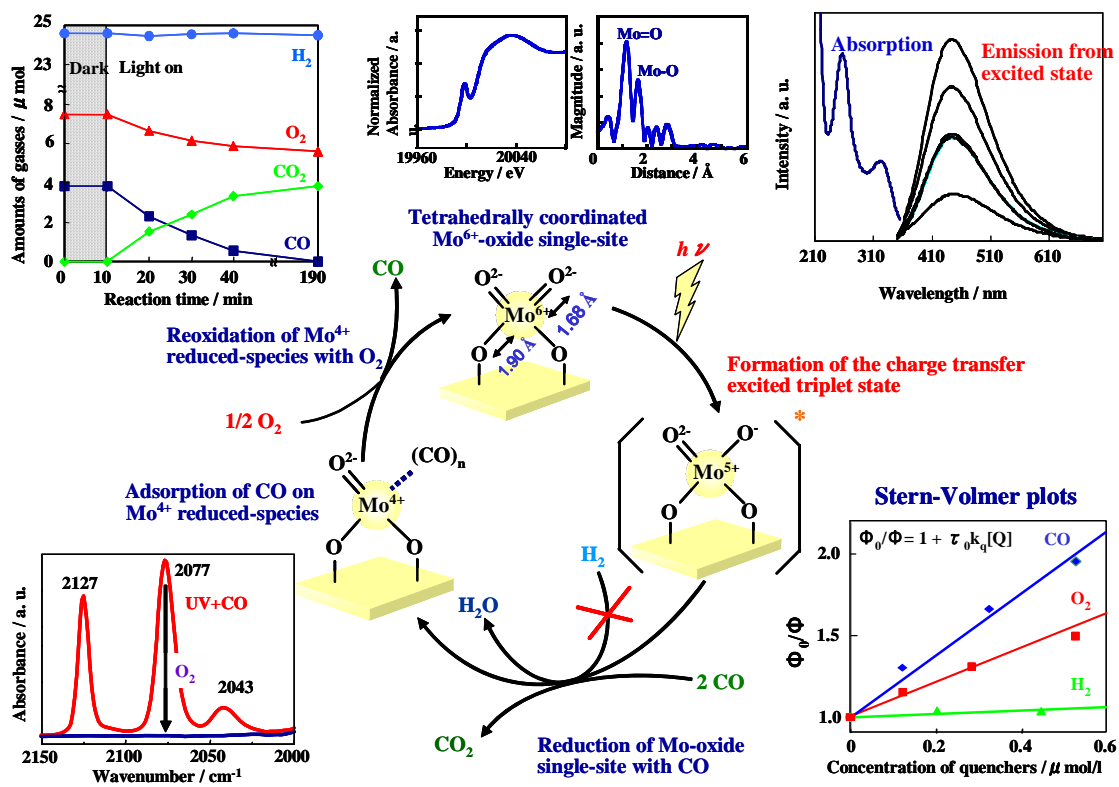 25
23
8
6
4
2
0
Amounts of gasses / μ mol
Dark
Light on
H2
O2
CO2
CO
0
10
20
30
40
190
Reaction time / min
Normalized
Absorbance / a.
19960
20040
Energy / eV
Magnitude / a. u.
Mo=O
Mo-O
0
2
4
6
Distance / Å
Intensity / a. u.
Absorption
Emission from
excited state
210
310
410
510
610
Wavelength / nm
Tetrahedrally coordinated
Mo6+-oxide single-site
O2-
O2-
Mo6+
1.68 Å
1.90 Å
O
O
hν
CO
Reoxidation of Mo4+
reduced-species with O2
1/2 O2
Formation of the charge transfer
excited triplet state
*
O2-
O-
Mo5+
O
O
O2-
(CO)n
Mo4+
O
O
Adsorption of CO on
Mo4+ reduced-species
H2
H2O
2 CO
CO2
Reduction of Mo-oxide
single-site with CO
Absorbance / a. u.
2127
2077
UV+CO
O2
2043
2150
2100
2050
2000
Wavenumber / cm-1
Stern-Volmer plots
Φ0/Φ= 1 + τ0kq[Q]
CO
O2
H2
Φ0/Φ
2.0
1.5
1.0
0
0.2
0.4
0.6
Concentration of quenchers / μ mol/l